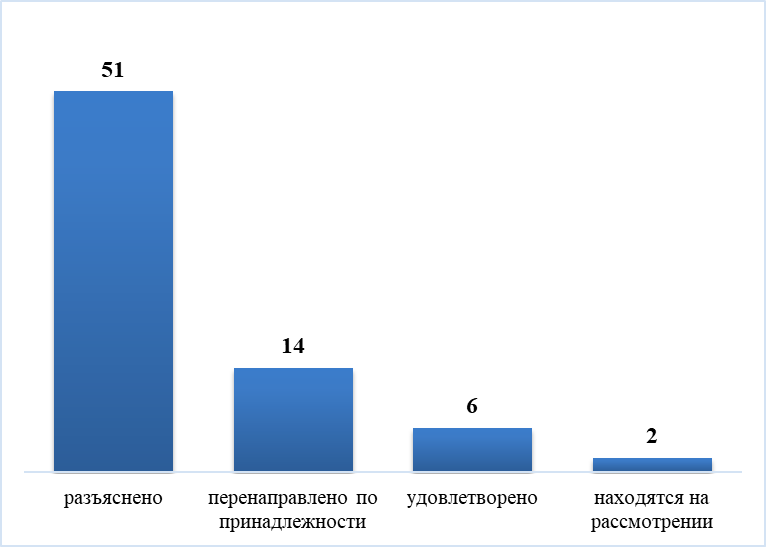 51
14
6
2
разъяснено
перенаправлено по
принадлежности
удовлетворено
находятся на
рассмотрении